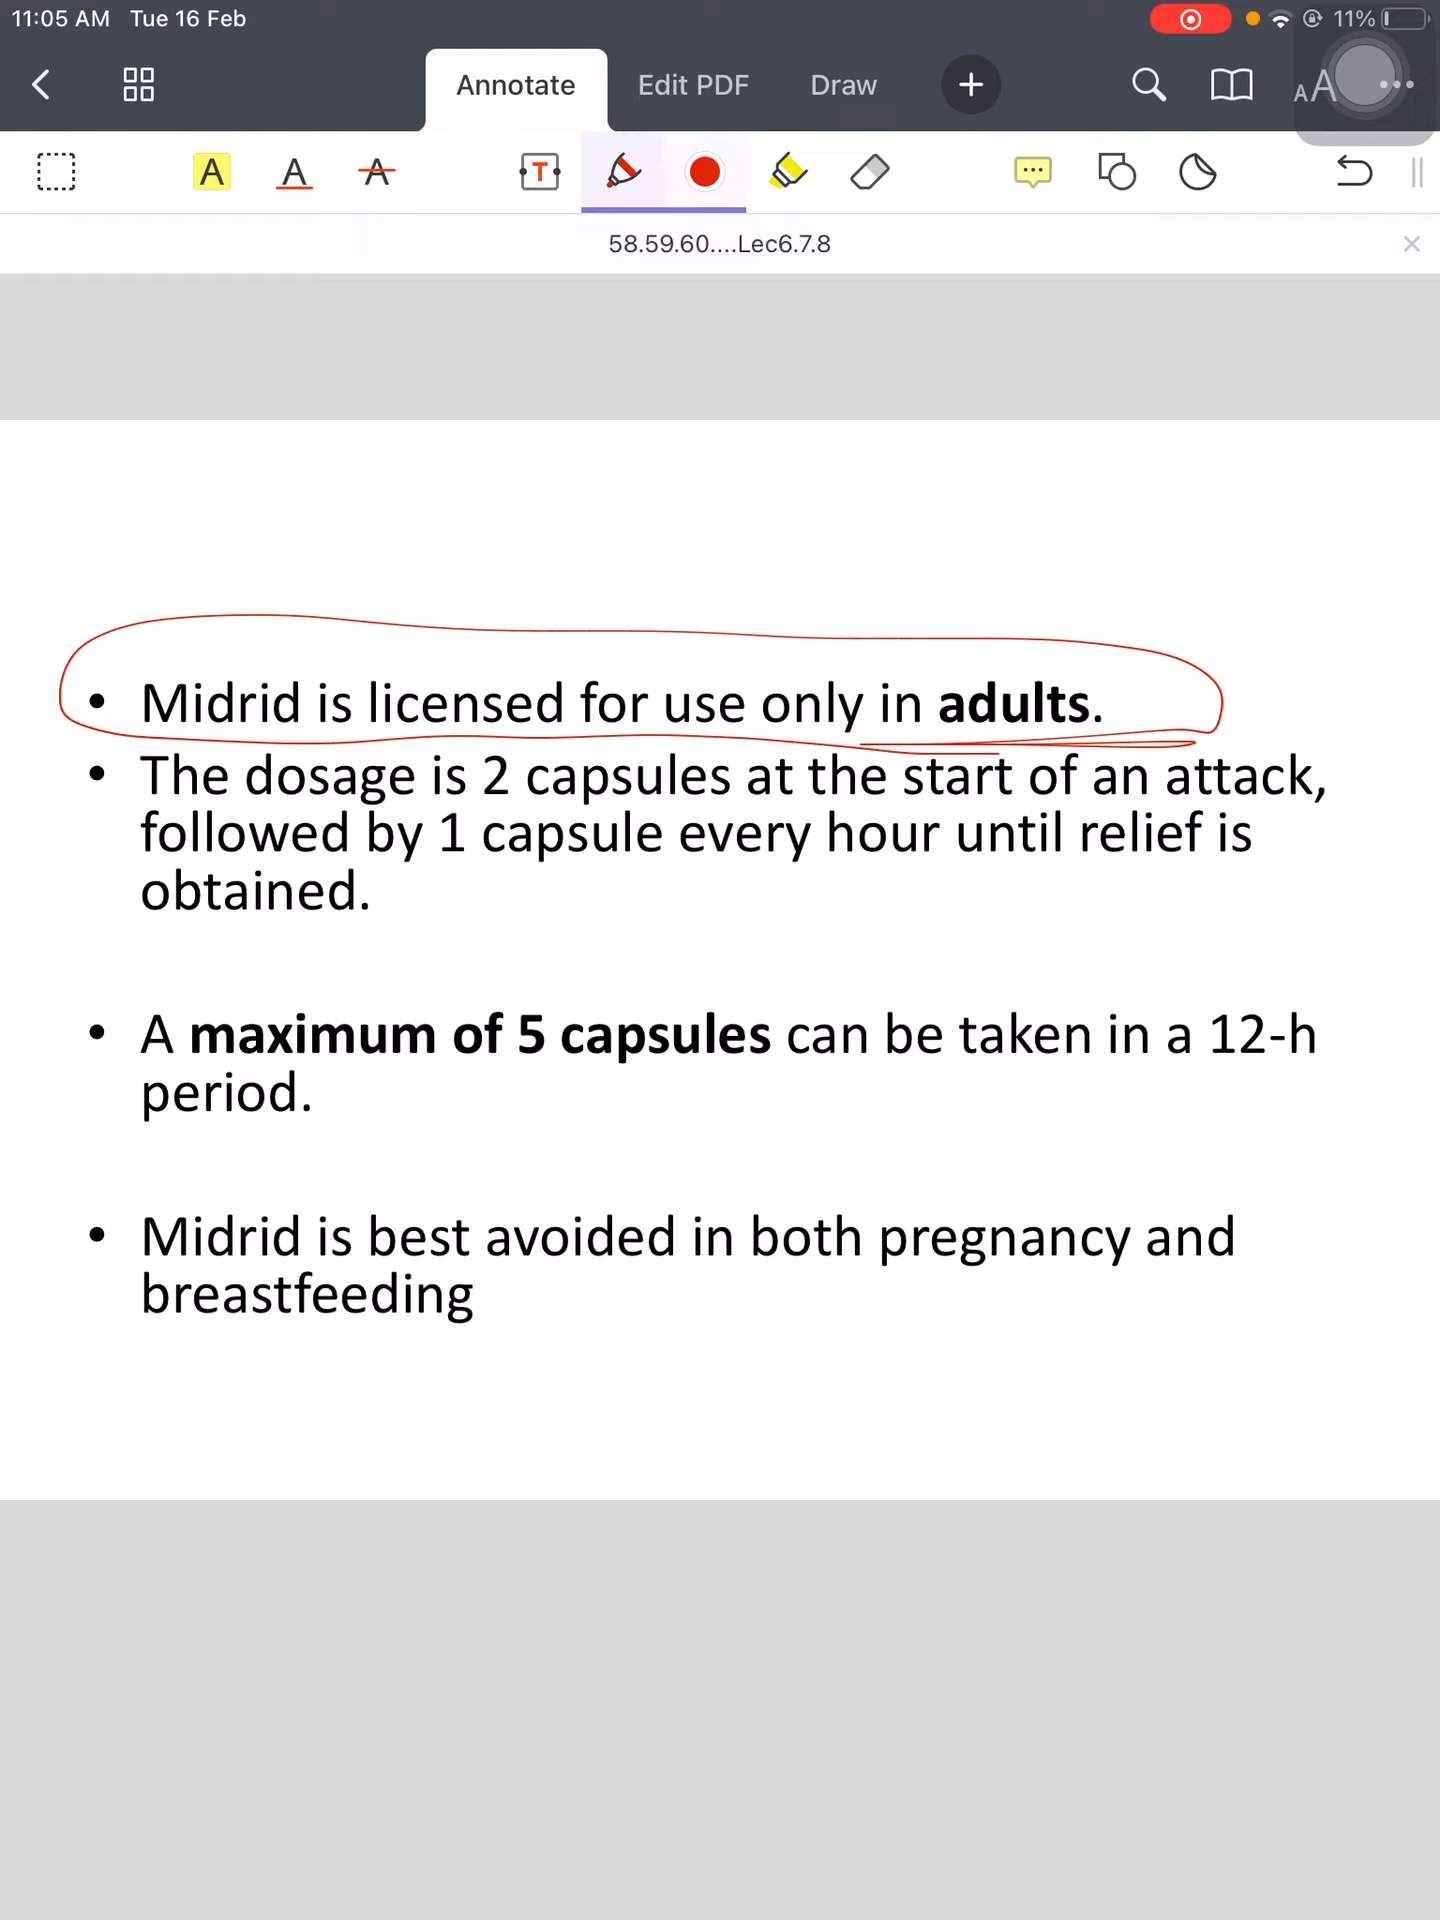 11:05 AM Tue 16 Feb 11%
Annotate Edit PDF Draw AA
A A A T
58.59.60....Lec6.7.8
• Midrid is licensed for use only in adults.
• The dosage is 2 capsules at the start of an attack,
followed by 1 capsule every hour until relief is
obtained.
• A maximum of 5 capsules can be taken in a 12-h
period.
• Midrid is best avoided in both pregnancy and
breastfeeding